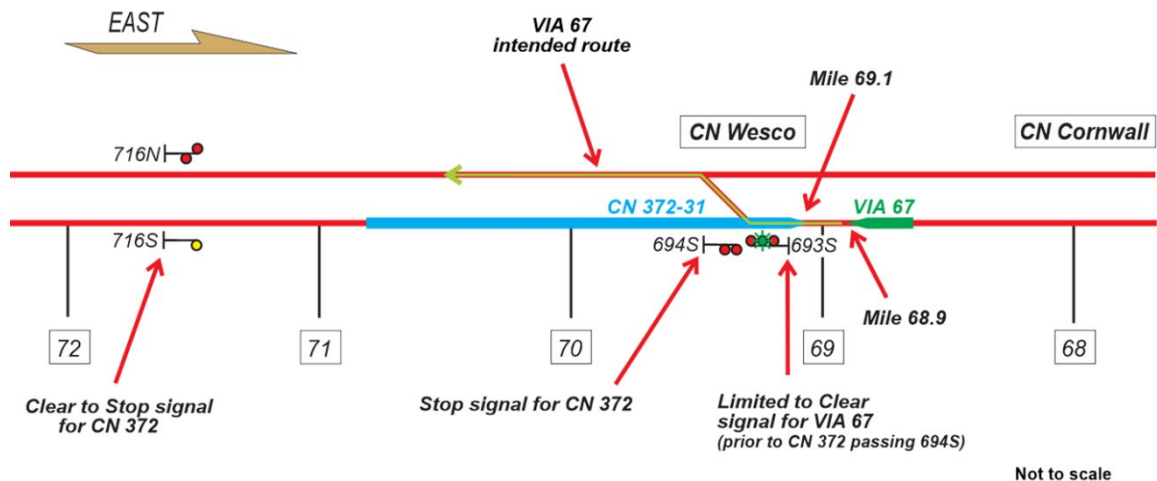 EAST
VIA 67
intended route
Mile 69.1
CN Wesco
CN Cornwall
716N
CN 372-31
VIA 67
716S
694S
693S
Mile 68.9
72
71
70
69
68
Clear to Stop signal
for CN 372
Stop signal for CN 372
Limited to Clear
signal for VIA 67
(prior to CN 372 passing 694S)
Not to scale